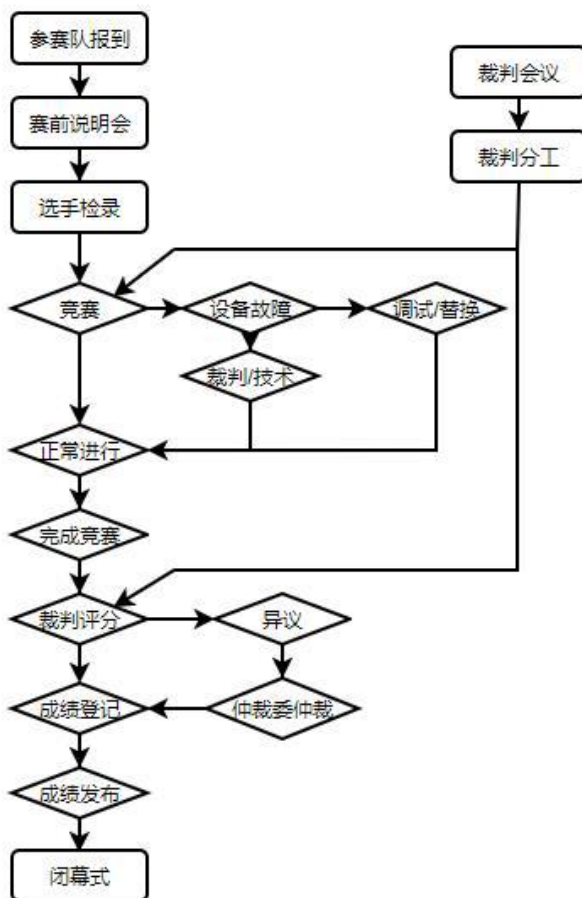 参赛队报到
裁判会议
赛前说明会
裁判分工
选手检录
竞赛
设备故障
调试/替换
裁判/技术
正常进行
完成竞赛
裁判评分
异议
成绩登记
仲裁委仲裁
成绩发布
闭幕式